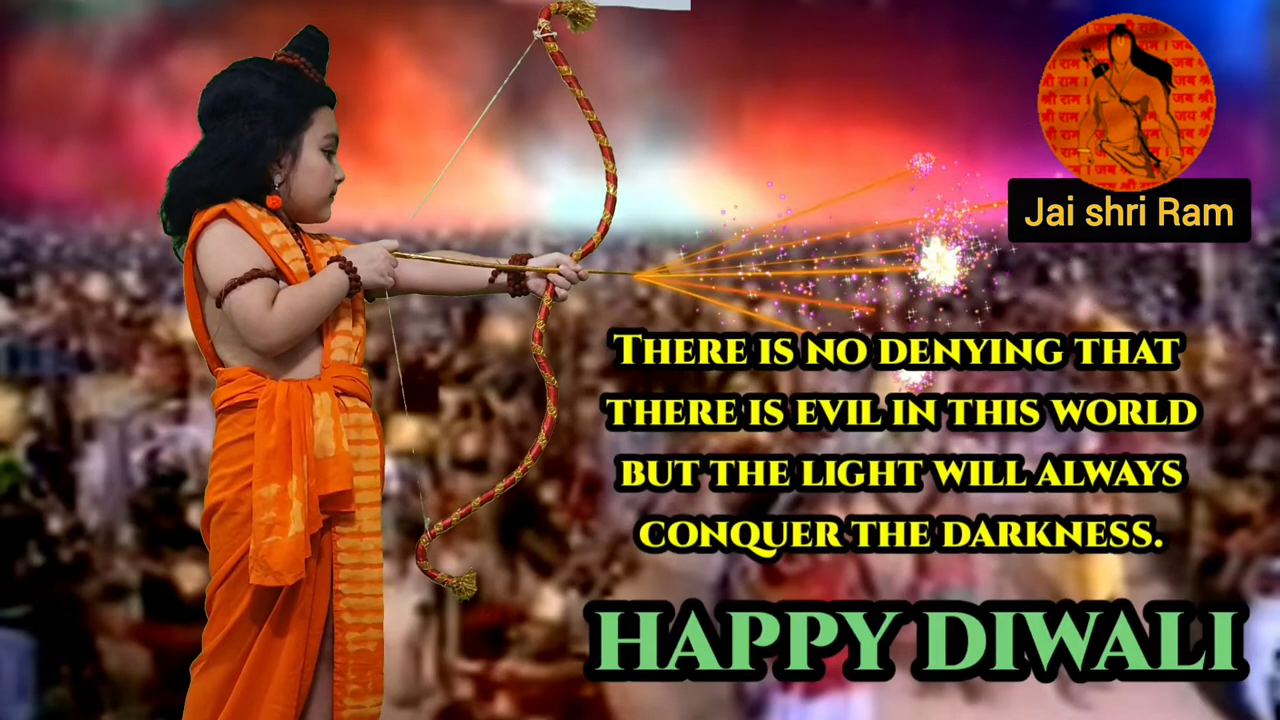 Jai shri Ram
THERE IS NO DENYING THAT
THERE IS EVIL IN THIS WORLD
BUT THE LIGHT WILL ALWAYS
CONQUER THE DARKNESS.
HAPPY DIWALI